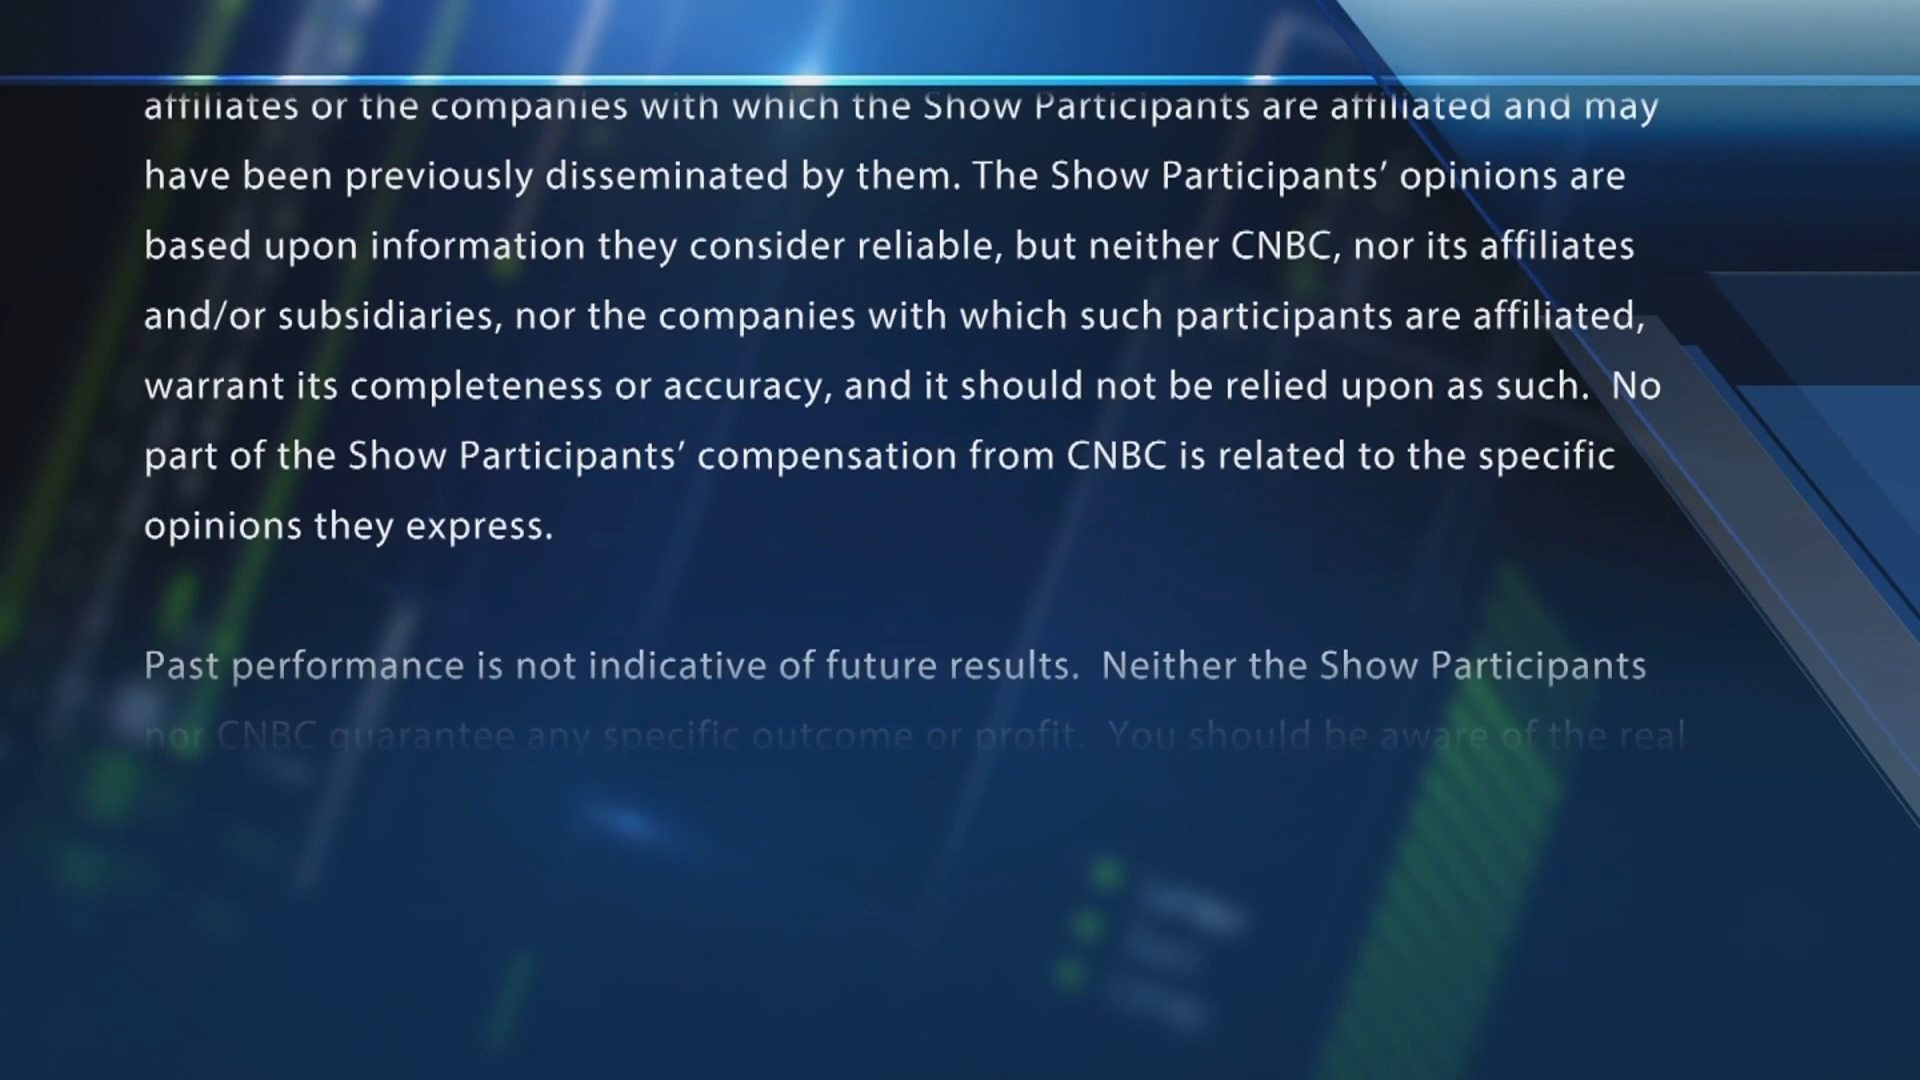 affiliates or the companies with which the Show Participants are affiliated and may
have been previously disseminated by them. The Show Participants’ opinions are
based upon information they consider reliable, but neither CNBC, nor its affiliates
and/or subsidiaries, nor the companies with which such participants are affiliated,
warrant its completeness or accuracy, and it should not be relied upon as such.  No
part of the Show Participants’ compensation from CNBC is related to the specific
opinions they express.
Past performance is not indicative of future results.  Neither the Show Participants
nor CNBC guarantee any specific outcome or profit.  You should be aware of the real